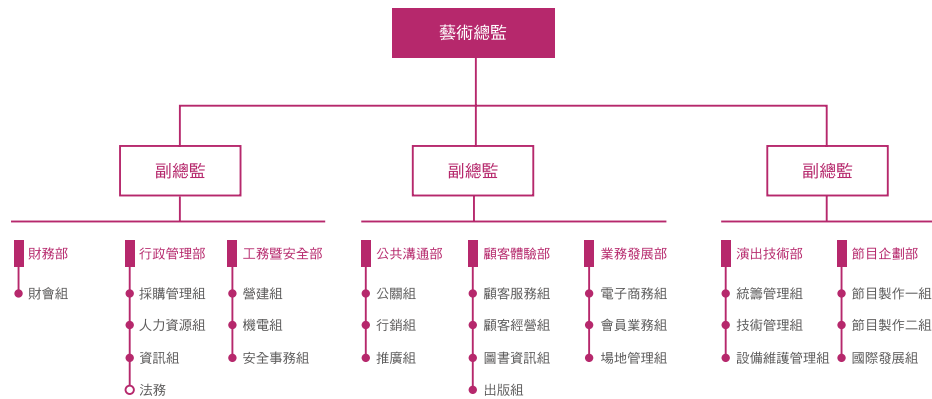 藝術總監
副總監
副總監
副總監
財務部
財會組
行政管理部
採購管理組
人力資源組
資訊組
法務
工務暨安全部
營建組
機電組
安全事務組
公共溝通部
公關組
行銷組
推廣組
顧客體驗部
顧客服務組
顧客經營組
圖書資訊組
出版組
業務發展部
電子商務組
會員業務組
場地管理組
演出技術部
統籌管理組
技術管理組
設備維護管理組
節目企劃部
節目製作一組
節目製作二組
國際發展組